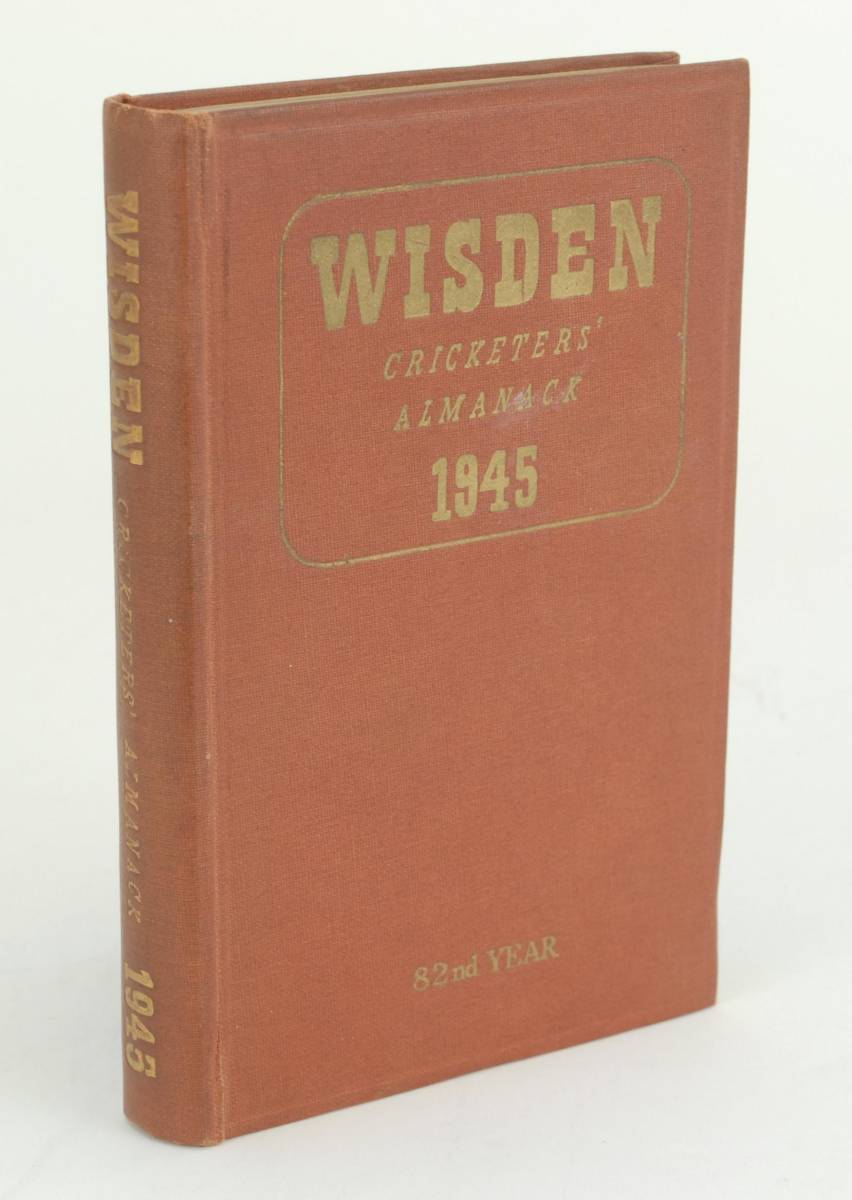 WISDEN
CRICKETERS'
ALMANACK
1945
82nd YEAR
WISDEN CRICKETERS' ALMANACK 1945